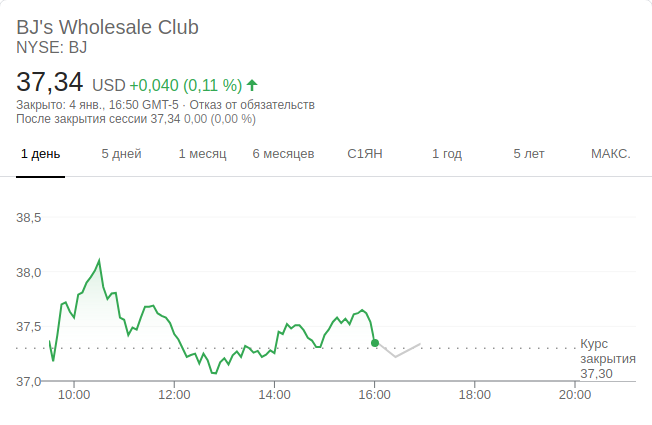 BJ's Wholesale Club
NYSE: BJ
37,34 USD +0,040 (0,11 %)
Закрыто: 4 янв., 16:50 GMT-5 · Отказ от обязательств
После закрытия сессии 37,34 0,00 (0,00 %)
1 день 5 дней 1 месяц 6 месяцев С1ЯН 1 год 5 лет МАКС.
38,5
38,0
37,5
Курс
закрытия
37,30
37,0
10:00 12:00 14:00 16:00 18:00 20:00